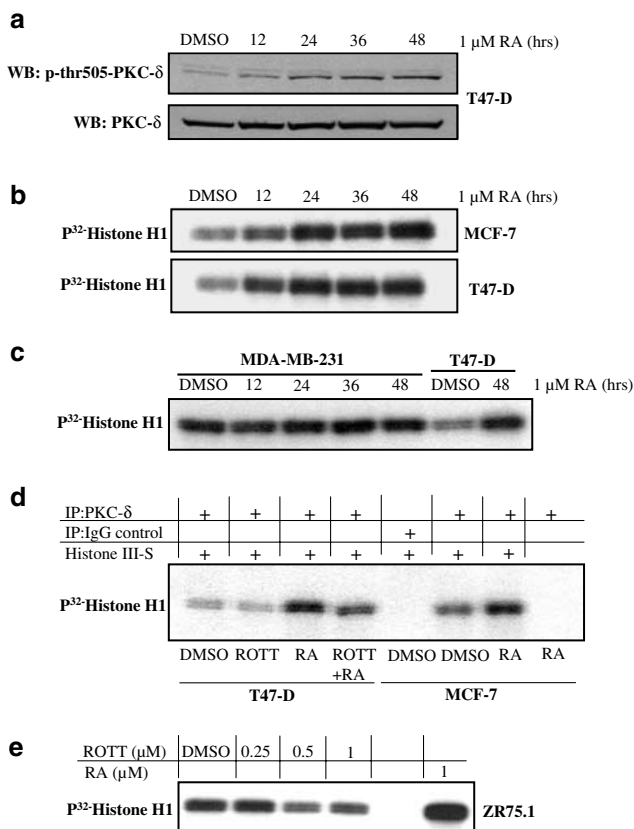 a
DMSO 12 24 36 48 1 µM RA (hrs)
WB: p-thr505-PKC-δ
T47-D
WB: PKC-δ
b
DMSO 12 24 36 48 1 µM RA (hrs)
P32-Histone H1 MCF-7
P32-Histone H1 T47-D
c
MDA-MB-231 T47-D
DMSO 12 24 36 48 DMSO 48 1 µM RA (hrs)
P32-Histone H1
d
IP:PKC-δ + + + + + + +
IP:IgG control +
Histone III-S + + + + + + +
P32-Histone H1
DMSO ROTT RA ROTT +RA DMSO DMSO RA RA
T47-D MCF-7
e
ROTT (µM) DMSO 0.25 0.5 1
RA (µM) 1
P32-Histone H1 ZR75.1